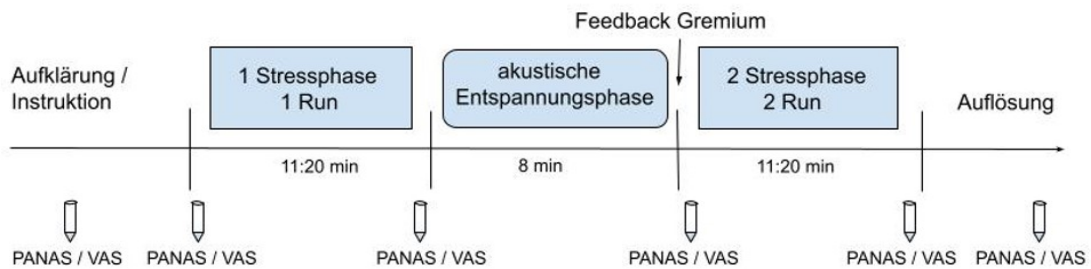 Feedback Gremium
Aufklärung /
Instruktion
1 Stressphase
1 Run
akustische
Entspannungsphase
2 Stressphase
2 Run
Auflösung
11:20 min
8 min
11:20 min
PANAS / VAS
PANAS / VAS
PANAS / VAS
PANAS / VAS
PANAS / VAS
PANAS / VAS